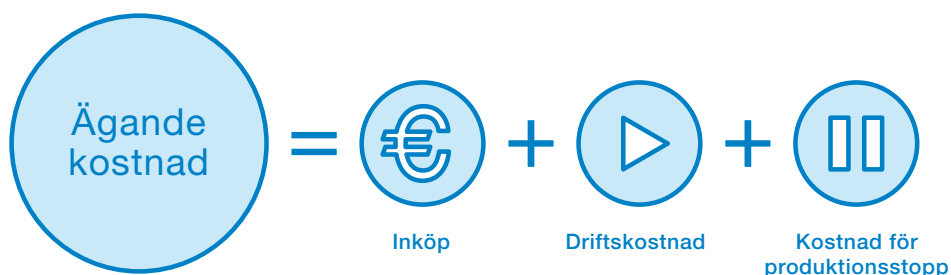 Ägande
kostnad
=
€
+
+
Inköp
Driftskostnad
Kostnad för
produktionsstopp